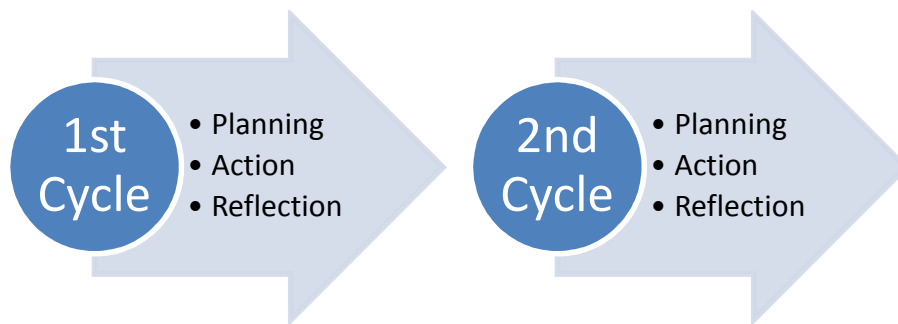 1st
Cycle
• Planning
• Action
• Reflection
2nd
Cycle
• Planning
• Action
• Reflection